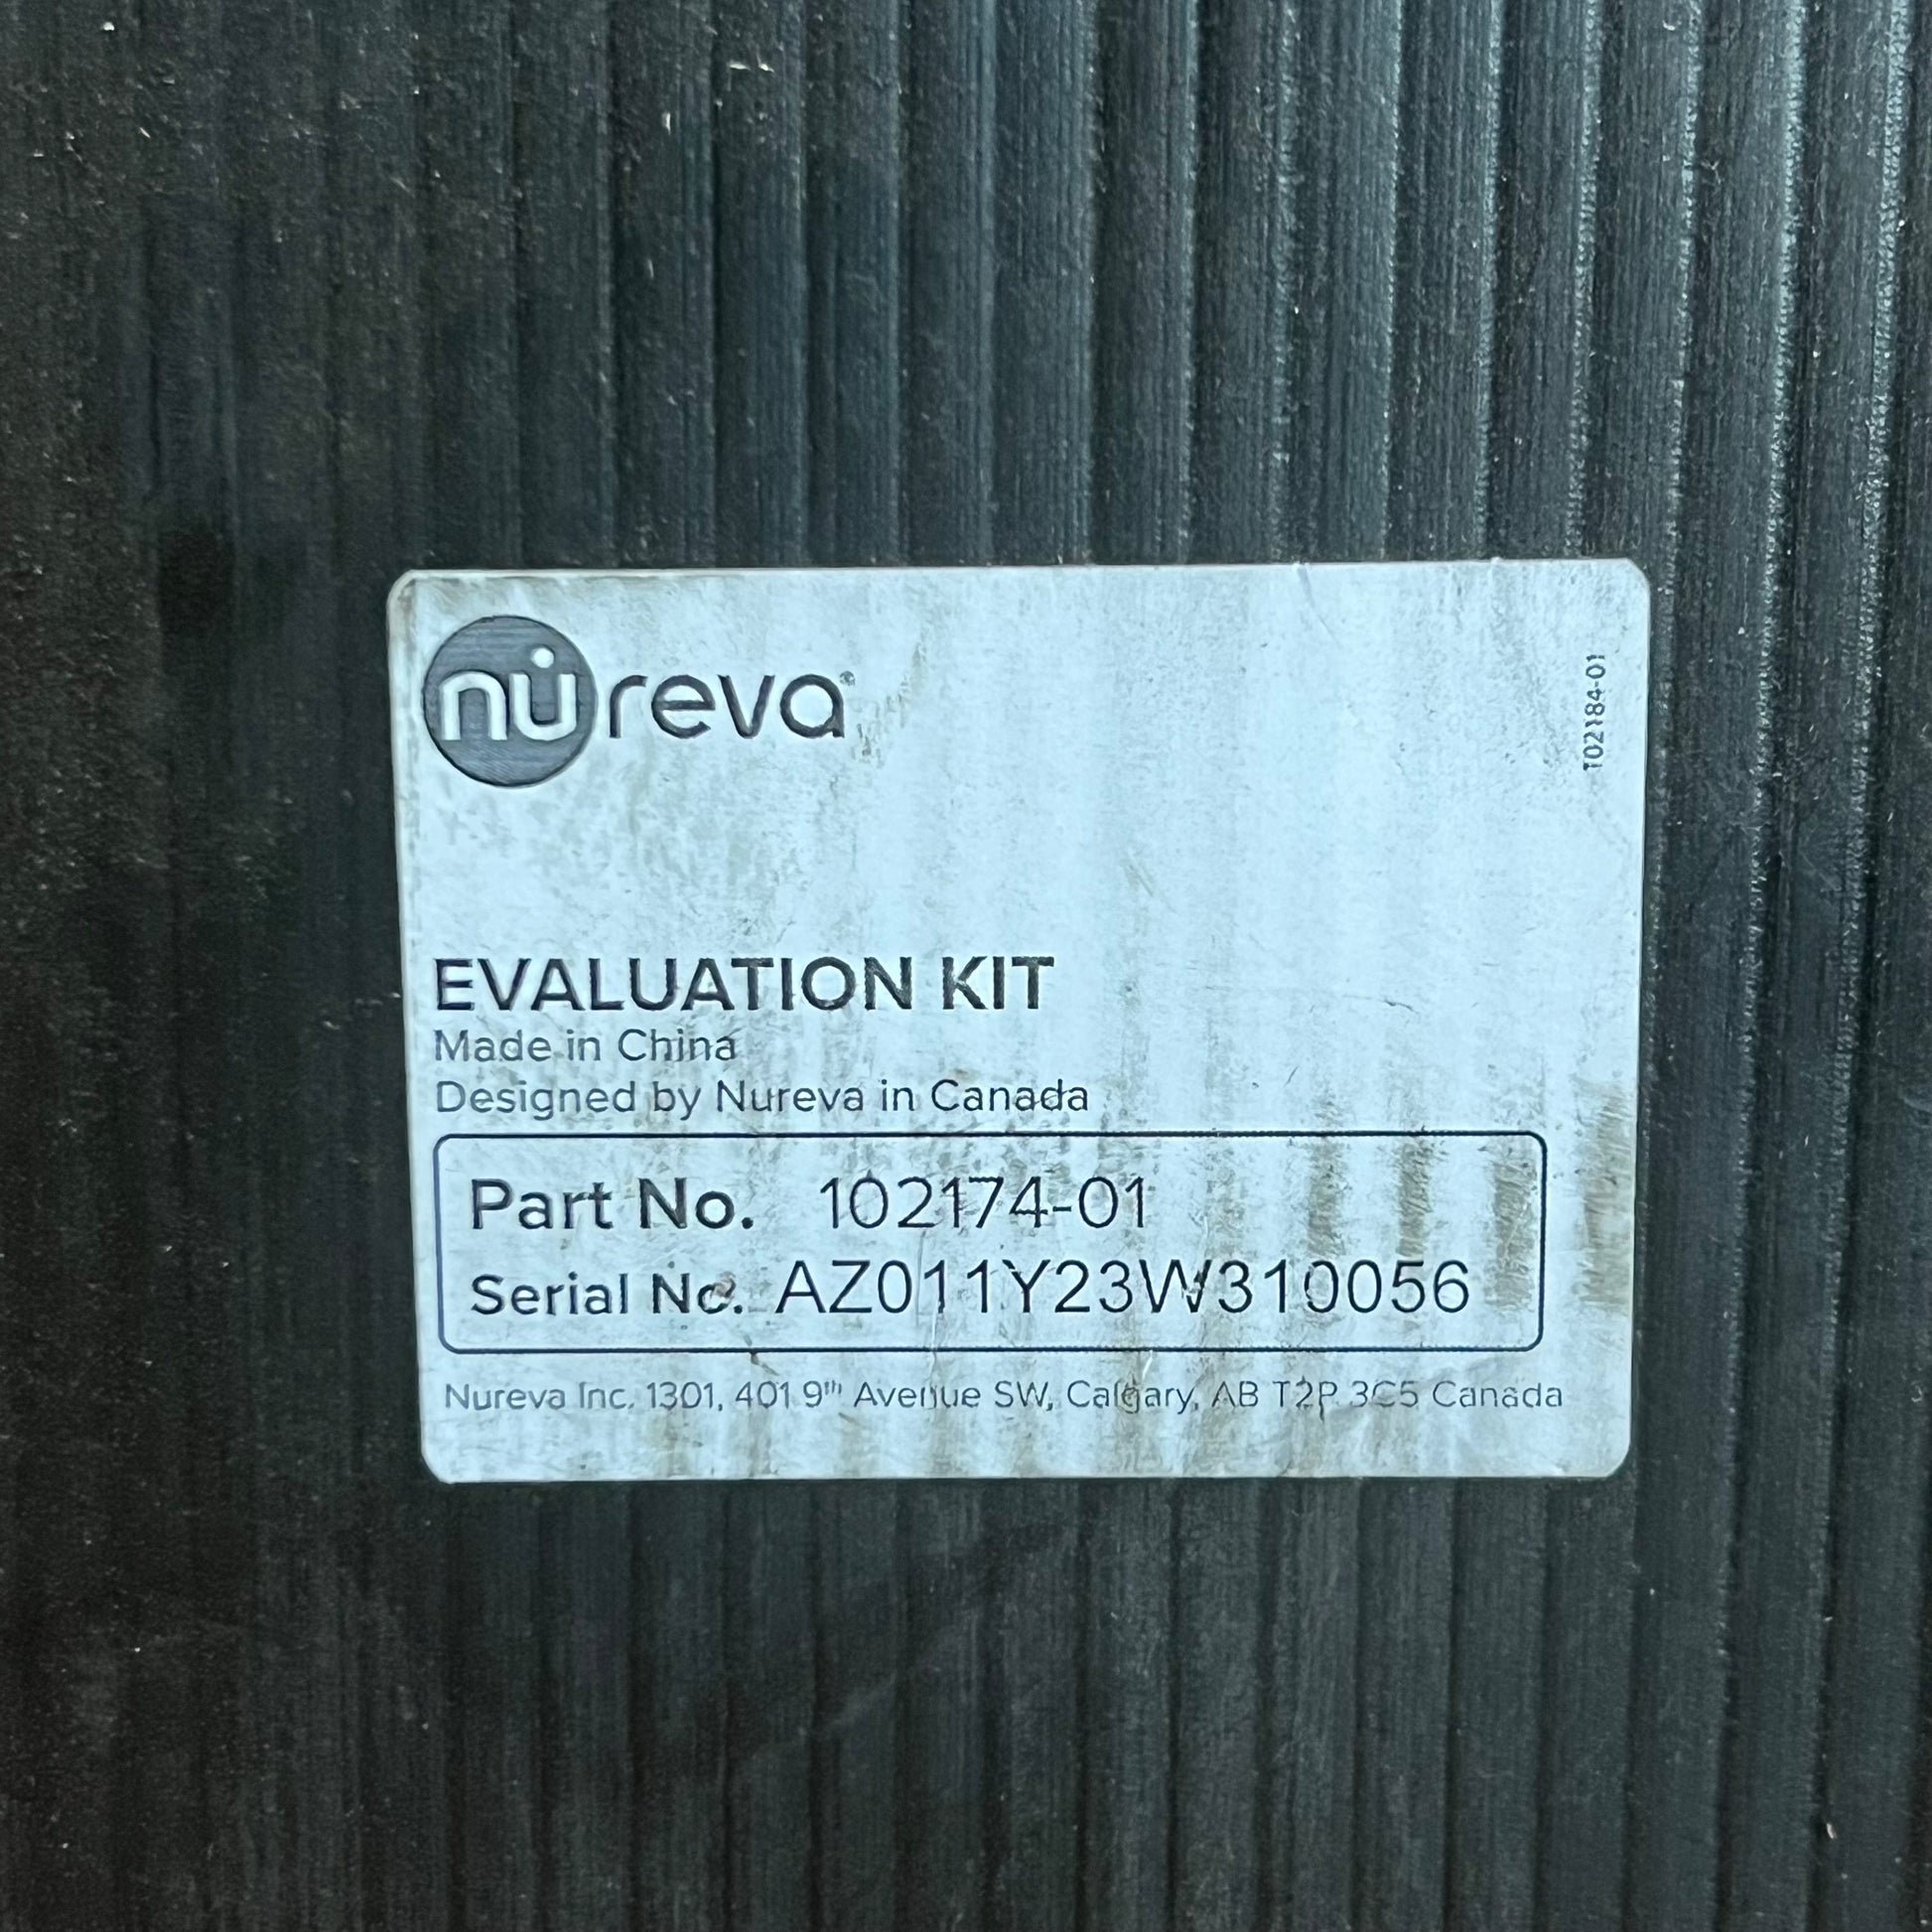 nureva®
T02184-01
EVALUATION KIT
Made in China
Designed by Nureva in Canada
Part No. 102174-01
Serial No. AZ011Y23W310056
Nureva Inc. 1301, 401 9th Avenue SW, Calgary, AB T2P 3C5 Canada